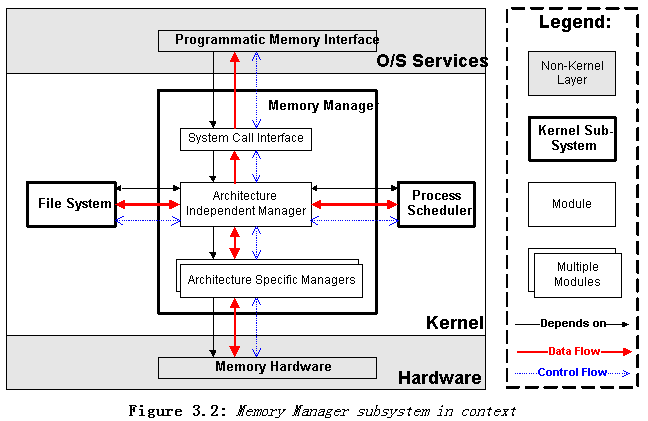 Programmatic Memory Interface
O/S Services
Memory Manager
System Call Interface
File System
Architecture
Independent Manager
Process
Scheduler
Architecture Specific Managers
Kernel
Memory Hardware
Hardware
Legend:
Non-Kernel
Layer
Kernel Sub-
System
Module
Multiple
Modules
Depends on
Data Flow
Control Flow
Figure 3.2: Memory Manager subsystem in context